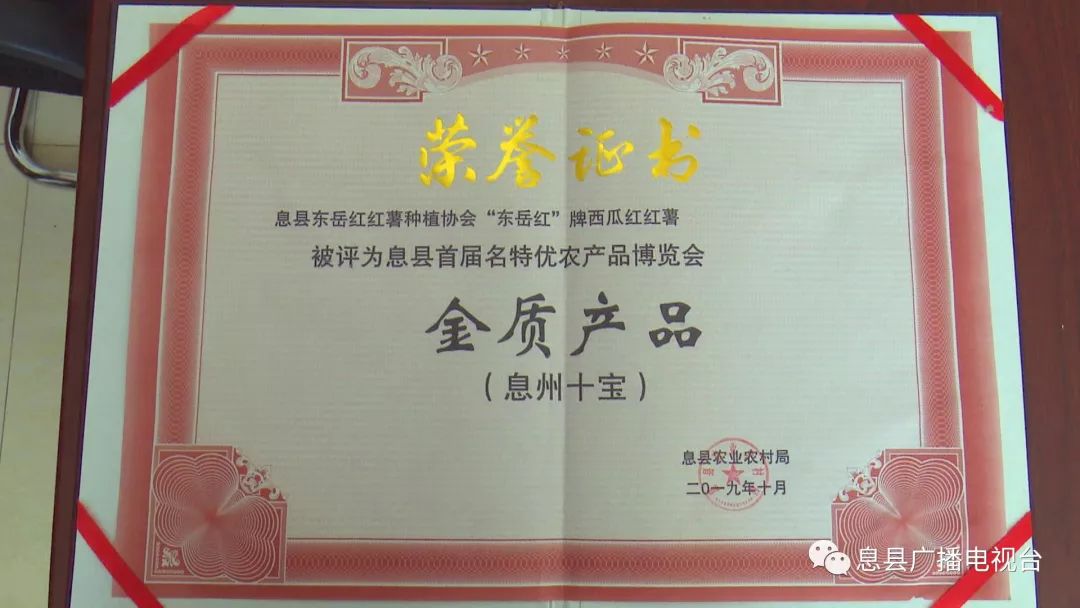 荣誉证书
息县东岳红红薯种植协会“东岳红”牌西瓜红红薯
被评为息县首届名特优农产品博览会
金质产品
（息州十宝）
息县农业农村局
二0一九年十月
息县广播电视台